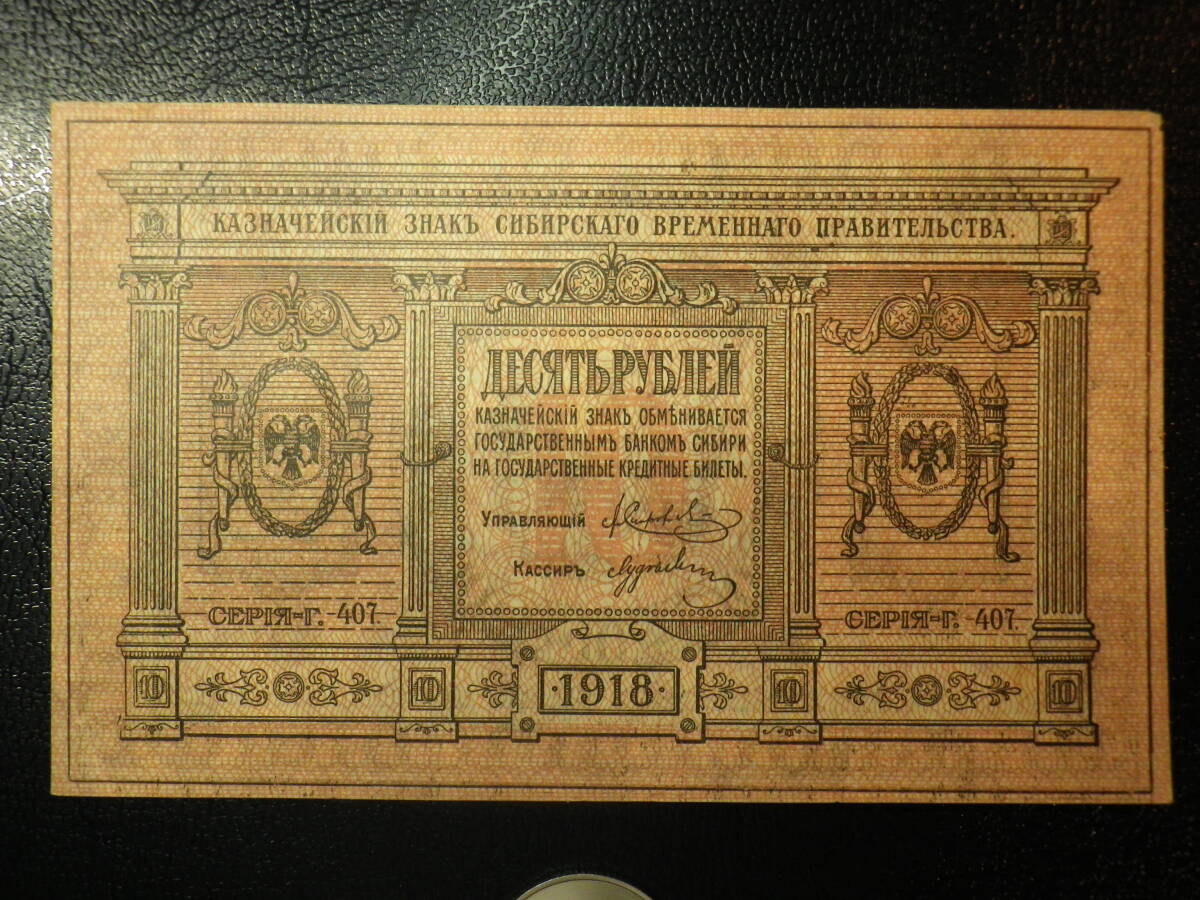 КАЗНАЧЕЙСКІЙ ЗНАКЪ СИБИРСКАГО ВРЕМЕННАГО ПРАВИТЕЛЬСТВА.
ДЕСЯТЬ РУБЛЕЙ
КАЗНАЧЕЙСКІЙ ЗНАКЪ ОБМѢНИВАЕТСЯ
ГОСУДАРСТВЕННЫМЪ БАНКОМЪ СИБИРИ
НА ГОСУДАРСТВЕННЫЕ КРЕДИТНЫЕ БИЛЕТЫ.
10
УПРАВЛЯЮЩІЙ
КАССИРЪ
СЕРІЯ=Г. 407. СЕРІЯ=Г. 407.
10 10 ·1918· 10 10